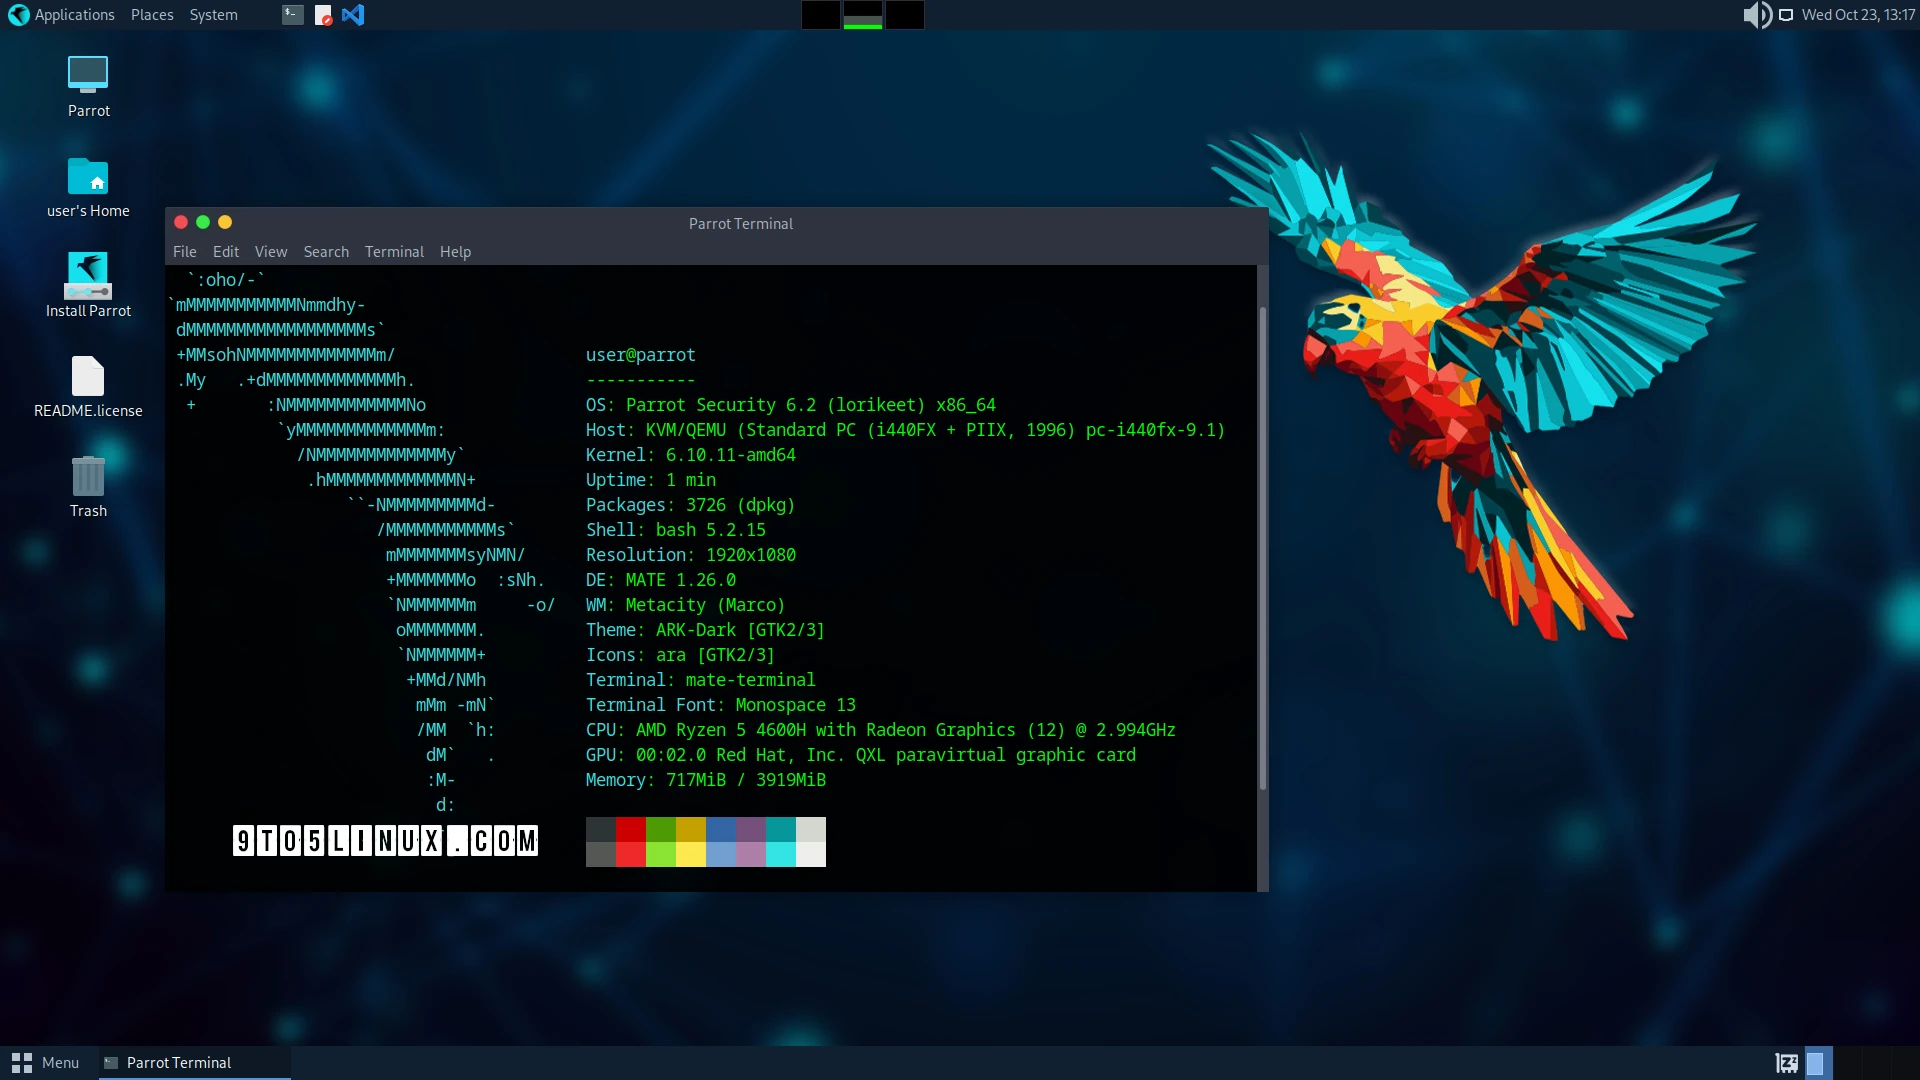 Applications Places System
Wed Oct 23, 13:17
Parrot
user's Home
Install Parrot
README.license
Trash
Parrot Terminal
File Edit View Search Terminal Help
`:oho/-`
`mMMMMMMMMMMMNmmdhy-
dMMMMMMMMMMMMMMMMMMs`
+MMsohNMMMMMMMMMMMMMm/ user@parrot
.My .+dMMMMMMMMMMMMMh. -----------
+ :NMMMMMMMMMMMMNo OS: Parrot Security 6.2 (lorikeet) x86_64
`yMMMMMMMMMMMMMm: Host: KVM/QEMU (Standard PC (i440FX + PIIX, 1996) pc-i440fx-9.1)
/NMMMMMMMMMMMMMy` Kernel: 6.10.11-amd64
.hMMMMMMMMMMMMMN+ Uptime: 1 min
``-NMMMMMMMMMd- Packages: 3726 (dpkg)
/MMMMMMMMMMMs` Shell: bash 5.2.15
mMMMMMMMsyNMN/ Resolution: 1920x1080
+MMMMMMMo :sNh. DE: MATE 1.26.0
`NMMMMMMm -o/ WM: Metacity (Marco)
oMMMMMMM. Theme: ARK-Dark [GTK2/3]
`NMMMMMM+ Icons: ara [GTK2/3]
+MMd/NMh Terminal: mate-terminal
mMm -mN` Terminal Font: Monospace 13
/MM `h: CPU: AMD Ryzen 5 4600H with Radeon Graphics (12) @ 2.994GHz
dM` . GPU: 00:02.0 Red Hat, Inc. QXL paravirtual graphic card
:M- Memory: 717MiB / 3919MiB
d:
9TO5LINUX.COM
Menu Parrot Terminal